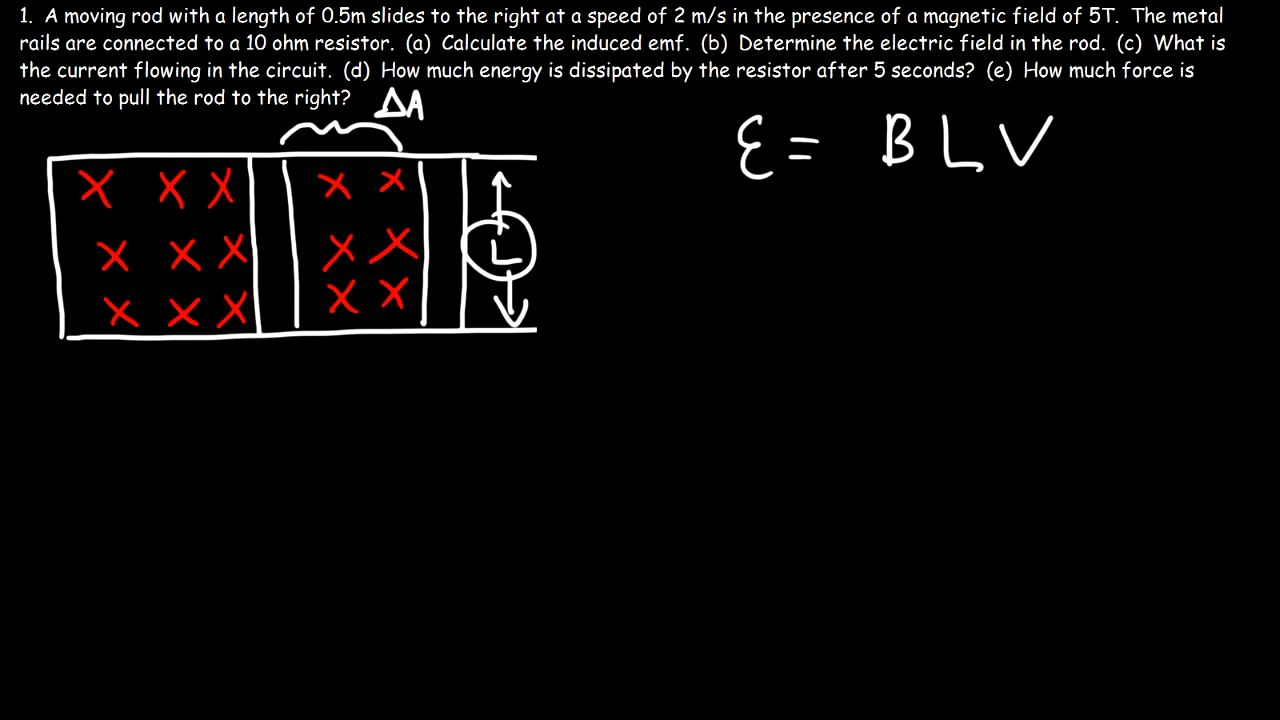 1. A moving rod with a length of 0.5m slides to the right at a speed of 2 m/s in the presence of a magnetic field of 5T. The metal
rails are connected to a 10 ohm resistor. (a) Calculate the induced emf. (b) Determine the electric field in the rod. (c) What is
the current flowing in the circuit. (d) How much energy is dissipated by the resistor after 5 seconds? (e) How much force is
needed to pull the rod to the right?
ΔA
ℰ = B L V
X X X X X
L
X X X X X
X X X X X